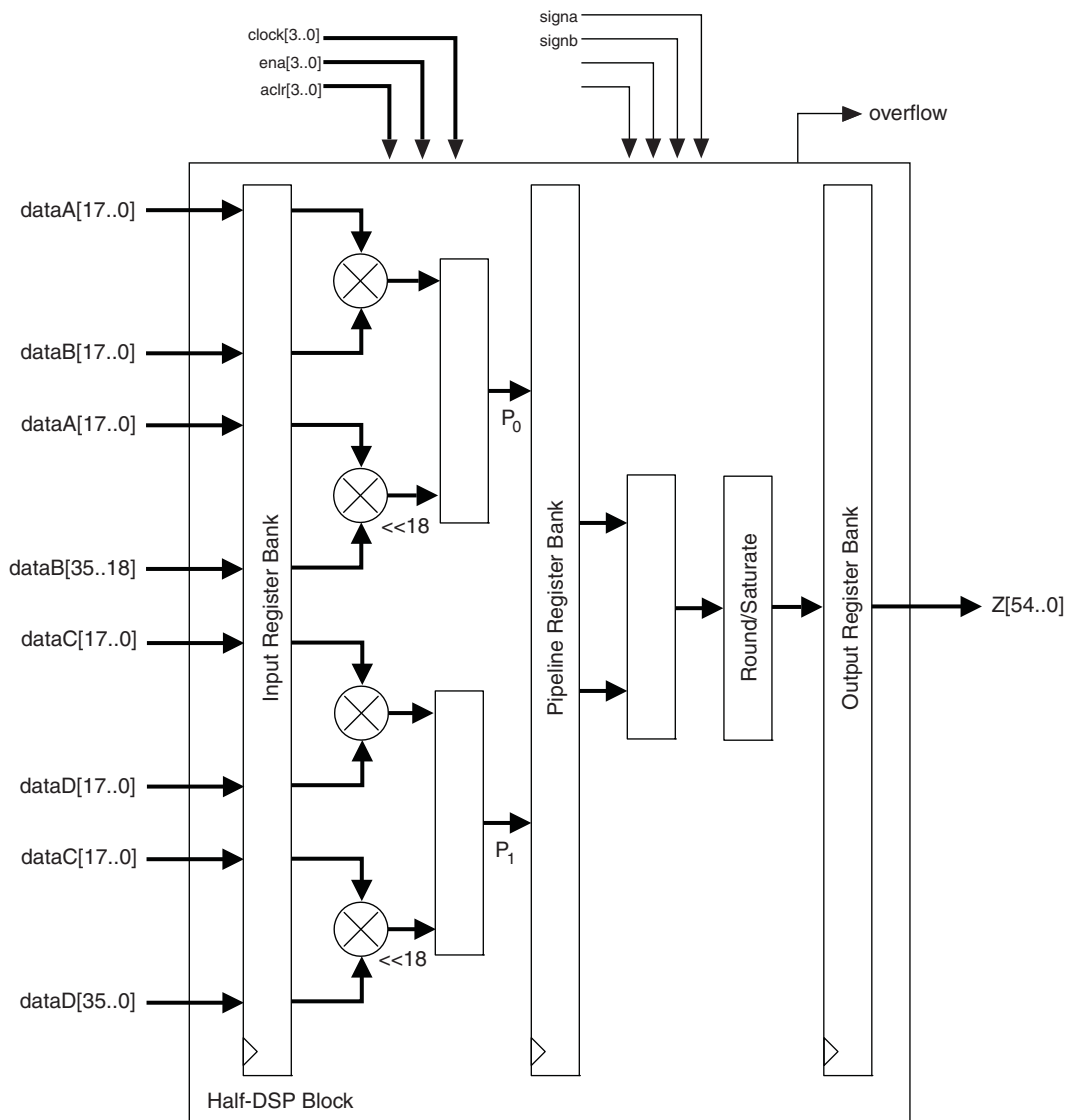 clock[3..0]
ena[3..0]
aclr[3..0]
signa
signb
overflow
dataA[17..0]
dataB[17..0]
dataA[17..0]
dataB[35..18]
dataC[17..0]
dataD[17..0]
dataC[17..0]
dataD[35..0]
Input Register Bank
<<18
<<18
P0
P1
Pipeline Register Bank
Round/Saturate
Output Register Bank
Z[54..0]
Half-DSP Block